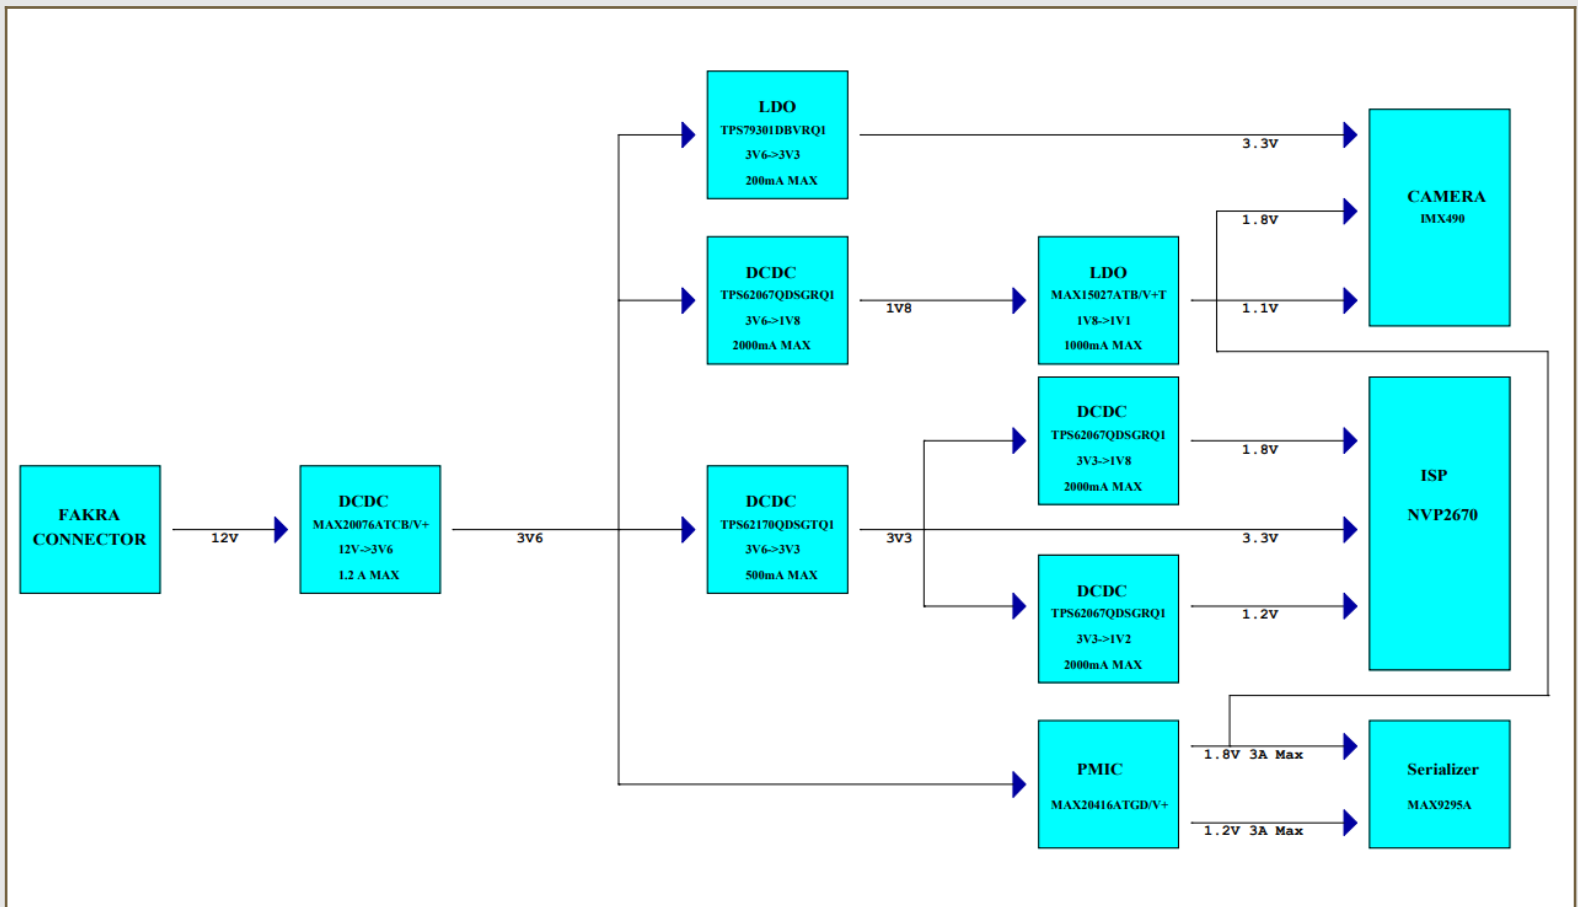 LDO
TPS79301DBVRQ1
3V6->3V3
200mA MAX
3.3V
CAMERA
IMX490
1.8V
DCDC
TPS62067QDSGRQ1
3V6->1V8
2000mA MAX
1V8
LDO
MAX15027ATB/V+T
1V8->1V1
1000mA MAX
1.1V
DCDC
TPS62067QDSGRQ1
3V3->1V8
2000mA MAX
1.8V
FAKRA
CONNECTOR
12V
DCDC
MAX20076ATCB/V+
12V->3V6
1.2 A MAX
3V6
DCDC
TPS62170QDSGTQ1
3V6->3V3
500mA MAX
3V3
3.3V
ISP
NVP2670
DCDC
TPS62067QDSGRQ1
3V3->1V2
2000mA MAX
1.2V
PMIC
MAX20416ATGD/V+
1.8V 3A Max
1.2V 3A Max
Serializer
MAX9295A